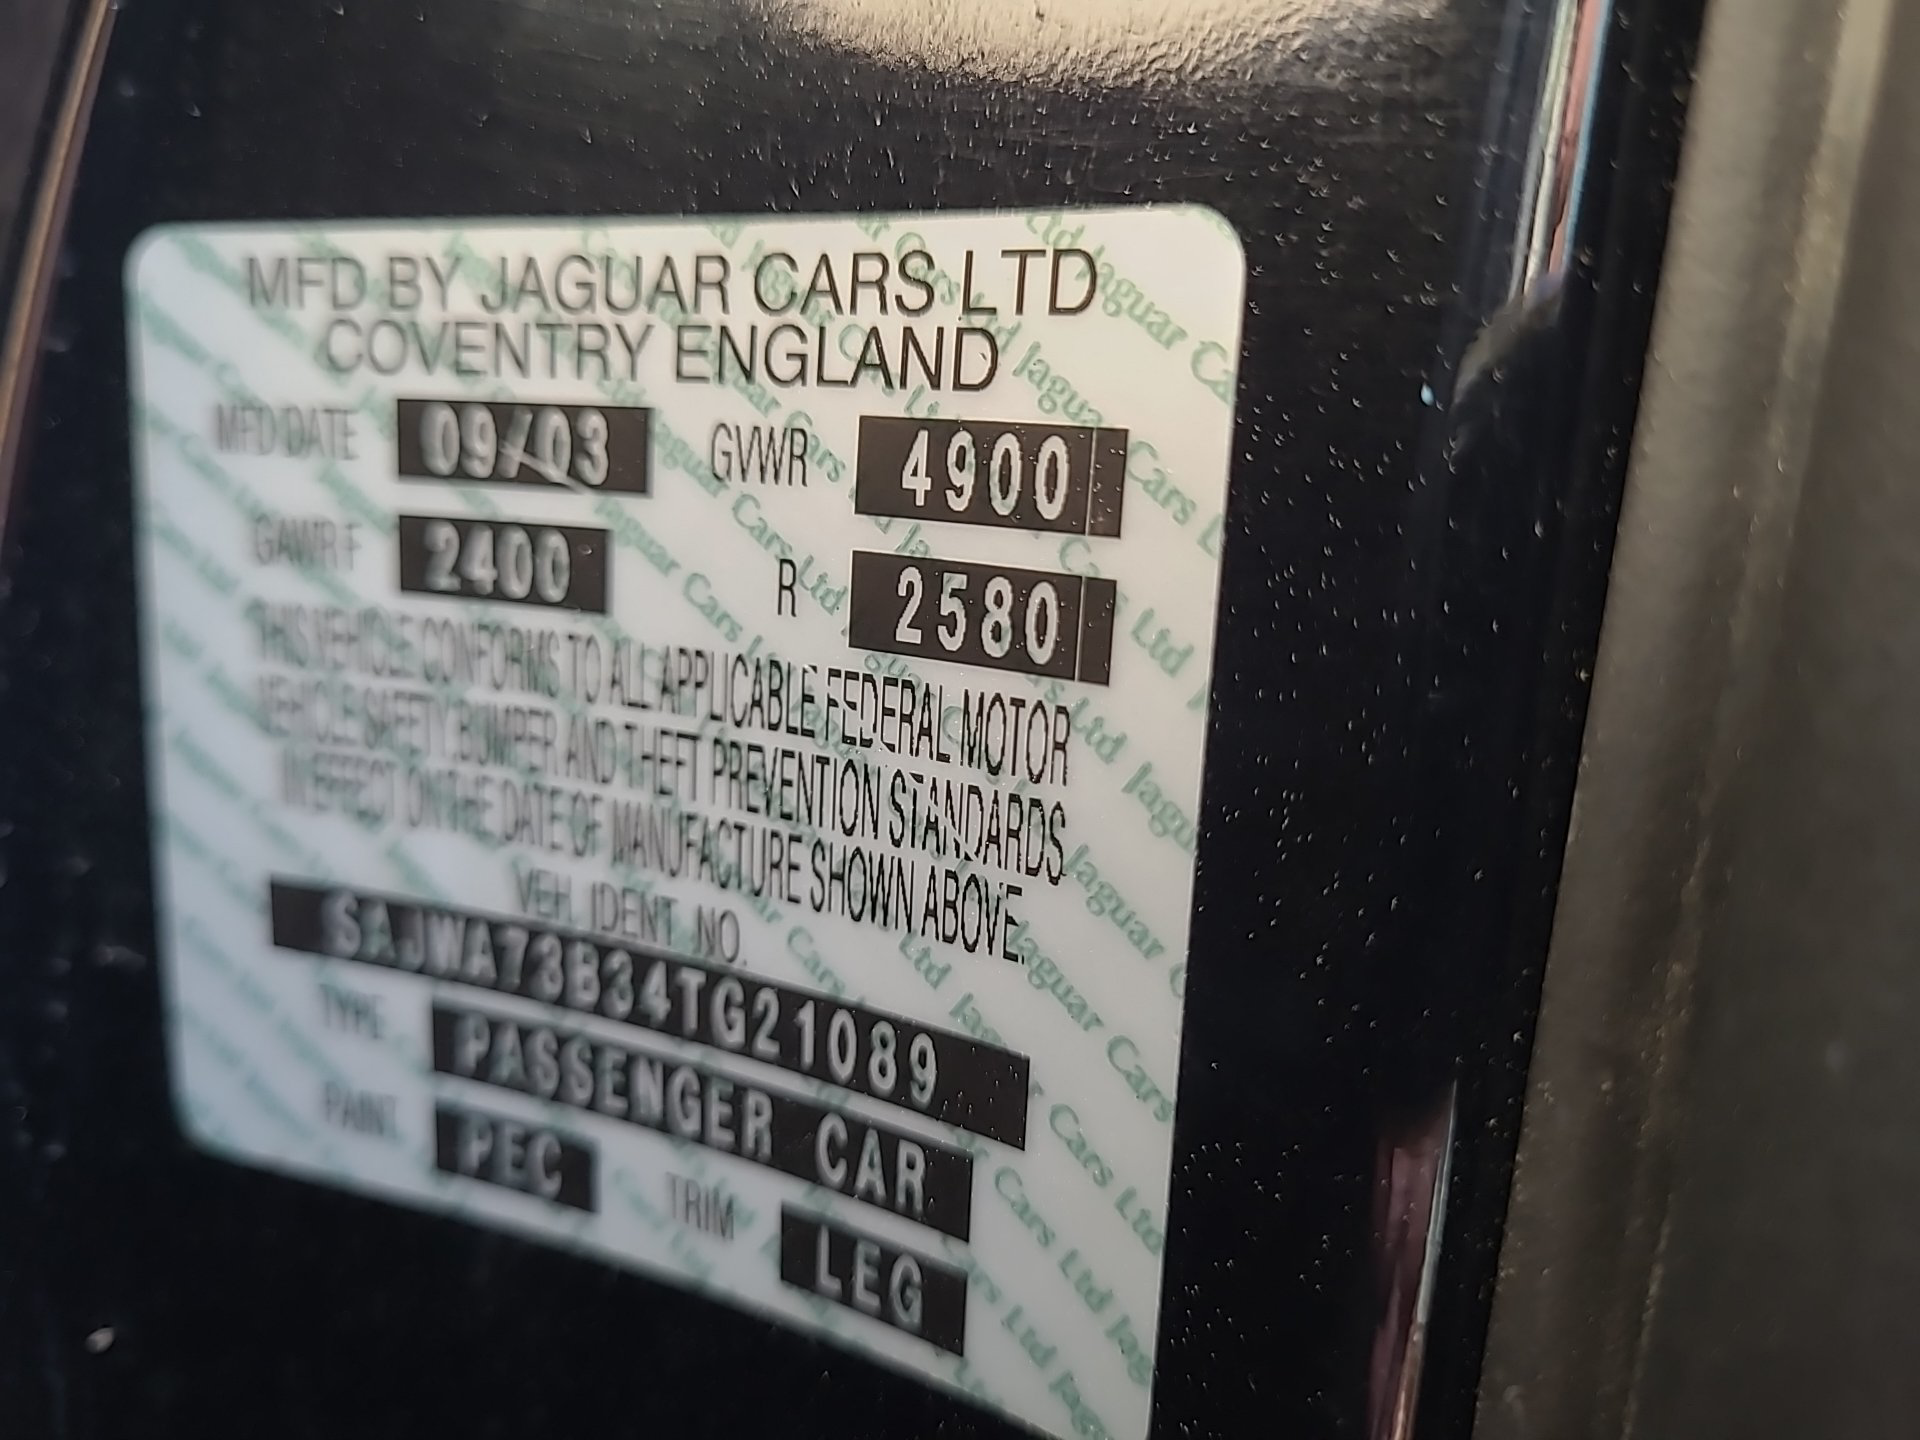 MFD BY JAGUAR CARS LTD
COVENTRY ENGLAND
MFD DATE 09/03 GVWR 4900
GAWR F 2400 R 2580
THIS VEHICLE CONFORMS TO ALL APPLICABLE FEDERAL MOTOR
VEHICLE SAFETY, BUMPER AND THEFT PREVENTION STANDARDS
IN EFFECT ON THE DATE OF MANUFACTURE SHOWN ABOVE.
VEH. IDENT. NO.
SAJWA73B34TG21089
TYPE PASSENGER CAR
PAINT PEC TRIM LEG